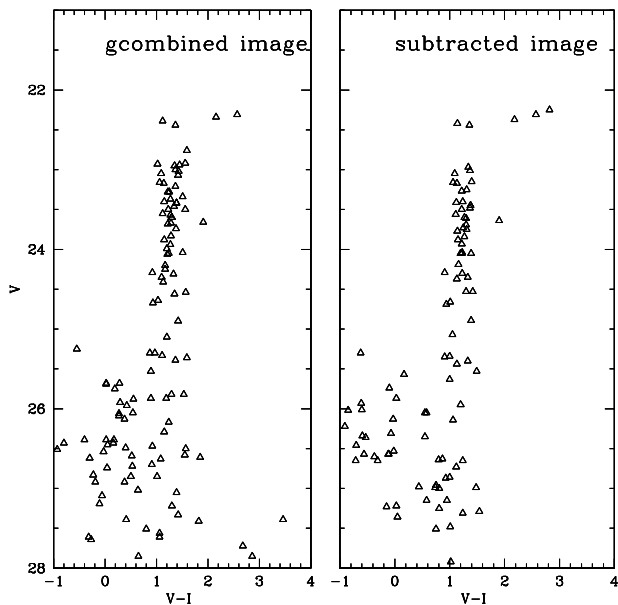 gcombined image
subtracted image
22
24
26
28
V
-1 0 1 2 3 4
-1 0 1 2 3 4
V-I
V-I